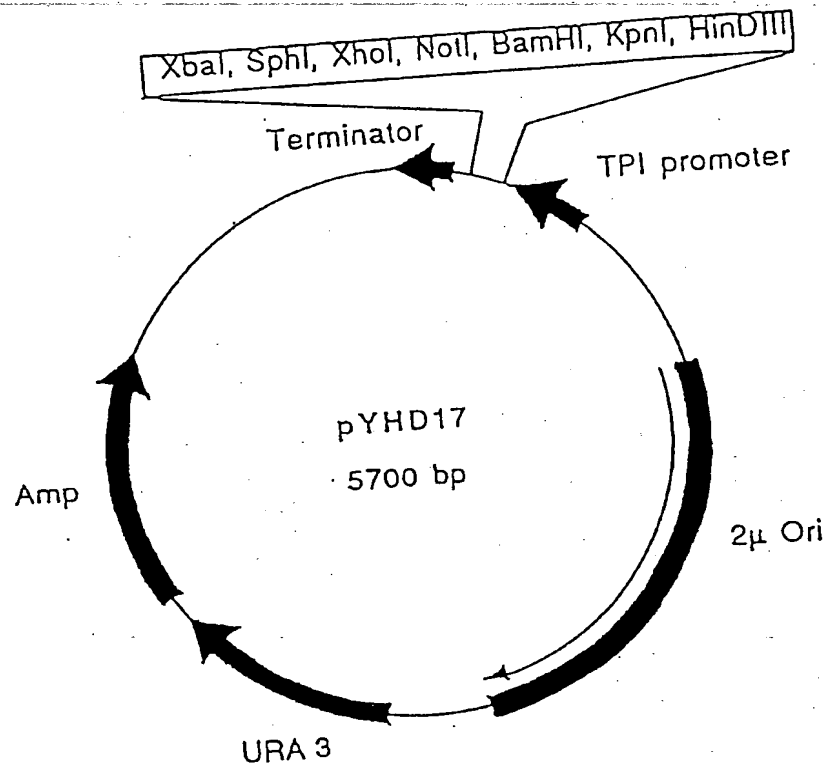 XbaI, SphI, XhoI, NotI, BamHI, KpnI, HinDIII
Terminator
TPI promoter
pYHD17
5700 bp
Amp
2µ Ori
URA 3